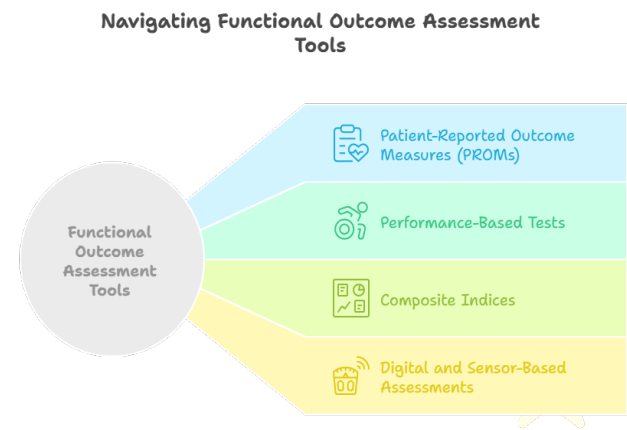 Navigating Functional Outcome Assessment
Tools
Functional
Outcome
Assessment
Tools
Patient-Reported Outcome
Measures (PROMs)
Performance-Based Tests
Composite Indices
Digital and Sensor-Based
Assessments